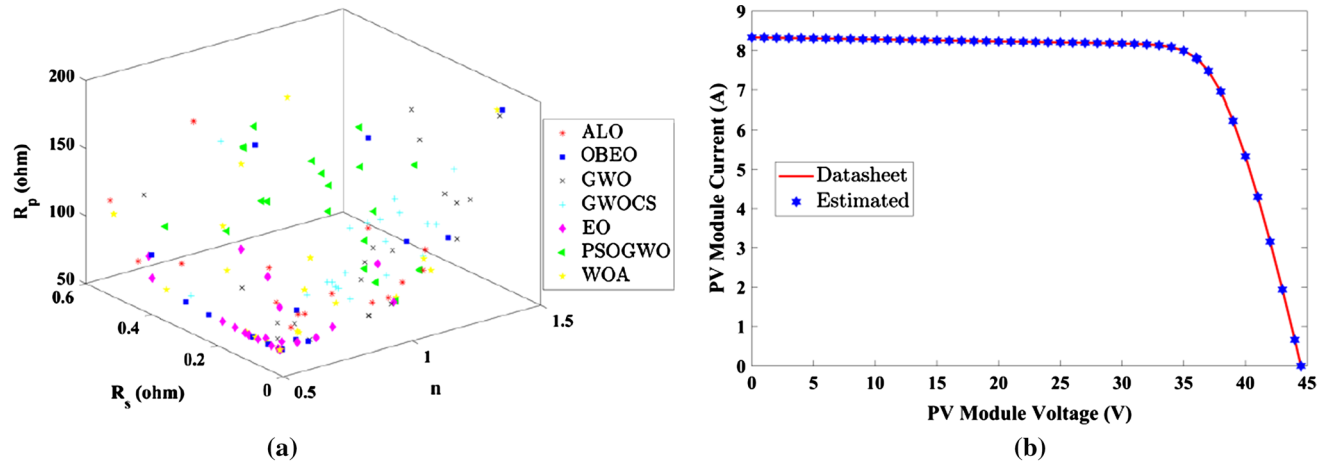 200
150
100
50
R_p (ohm)
0.6
0.4
0.2
0
R_s (ohm)
0.5
1
1.5
n
ALO
OBEO
GWO
GWOCS
EO
PSOGWO
WOA
(a)
9
8
7
6
5
4
3
2
1
0
PV Module Current (A)
Datasheet
Estimated
0 5 10 15 20 25 30 35 40 45
PV Module Voltage (V)
(b)